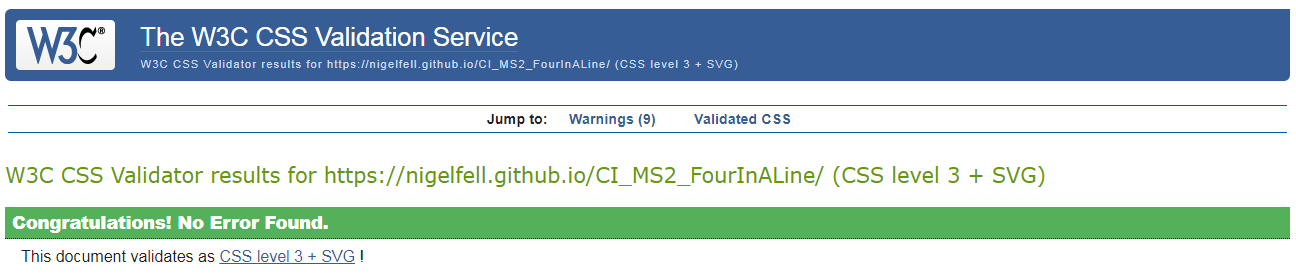 W3C® The W3C CSS Validation Service
W3C CSS Validator results for https://nigelfell.github.io/CI_MS2_FourInALine/ (CSS level 3 + SVG)
Jump to: Warnings (9) Validated CSS
W3C CSS Validator results for https://nigelfell.github.io/CI_MS2_FourInALine/ (CSS level 3 + SVG)
Congratulations! No Error Found.
This document validates as CSS level 3 + SVG !